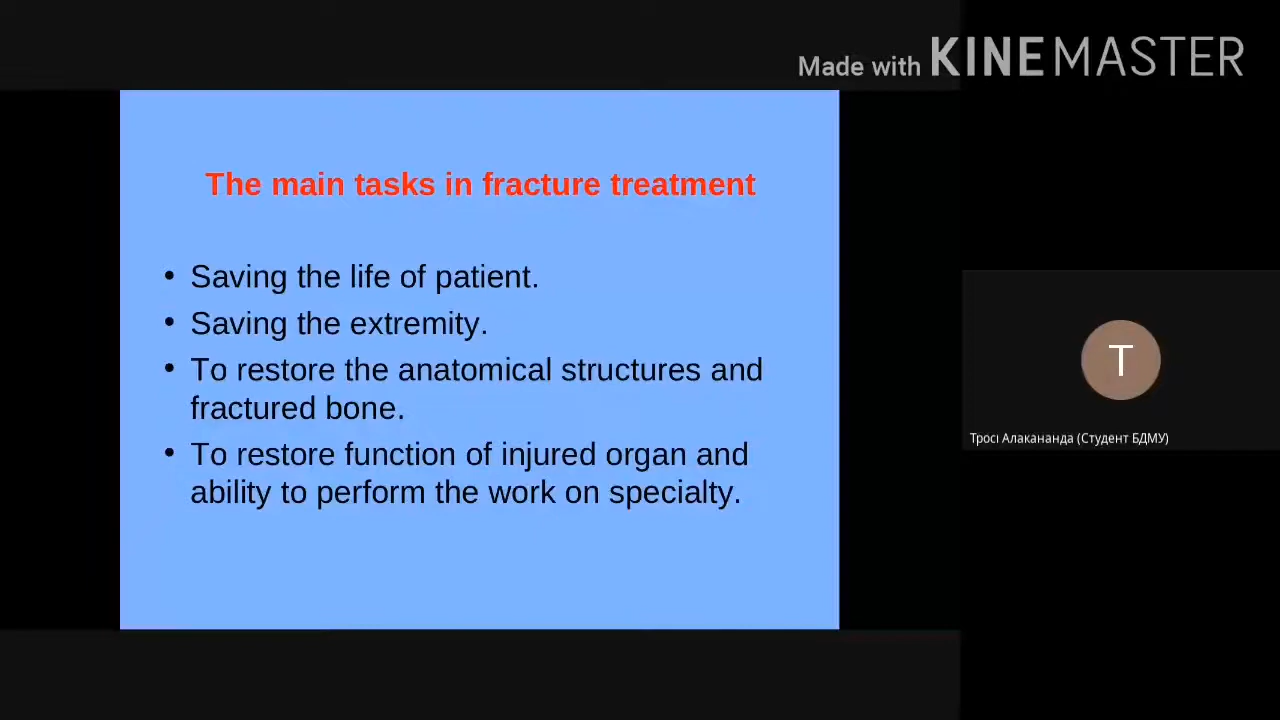 Made with KINEMASTER
The main tasks in fracture treatment
• Saving the life of patient.
• Saving the extremity.
• To restore the anatomical structures and
fractured bone.
• To restore function of injured organ and
ability to perform the work on specialty.
T
Тросі Алакананда (Студент БДМУ)